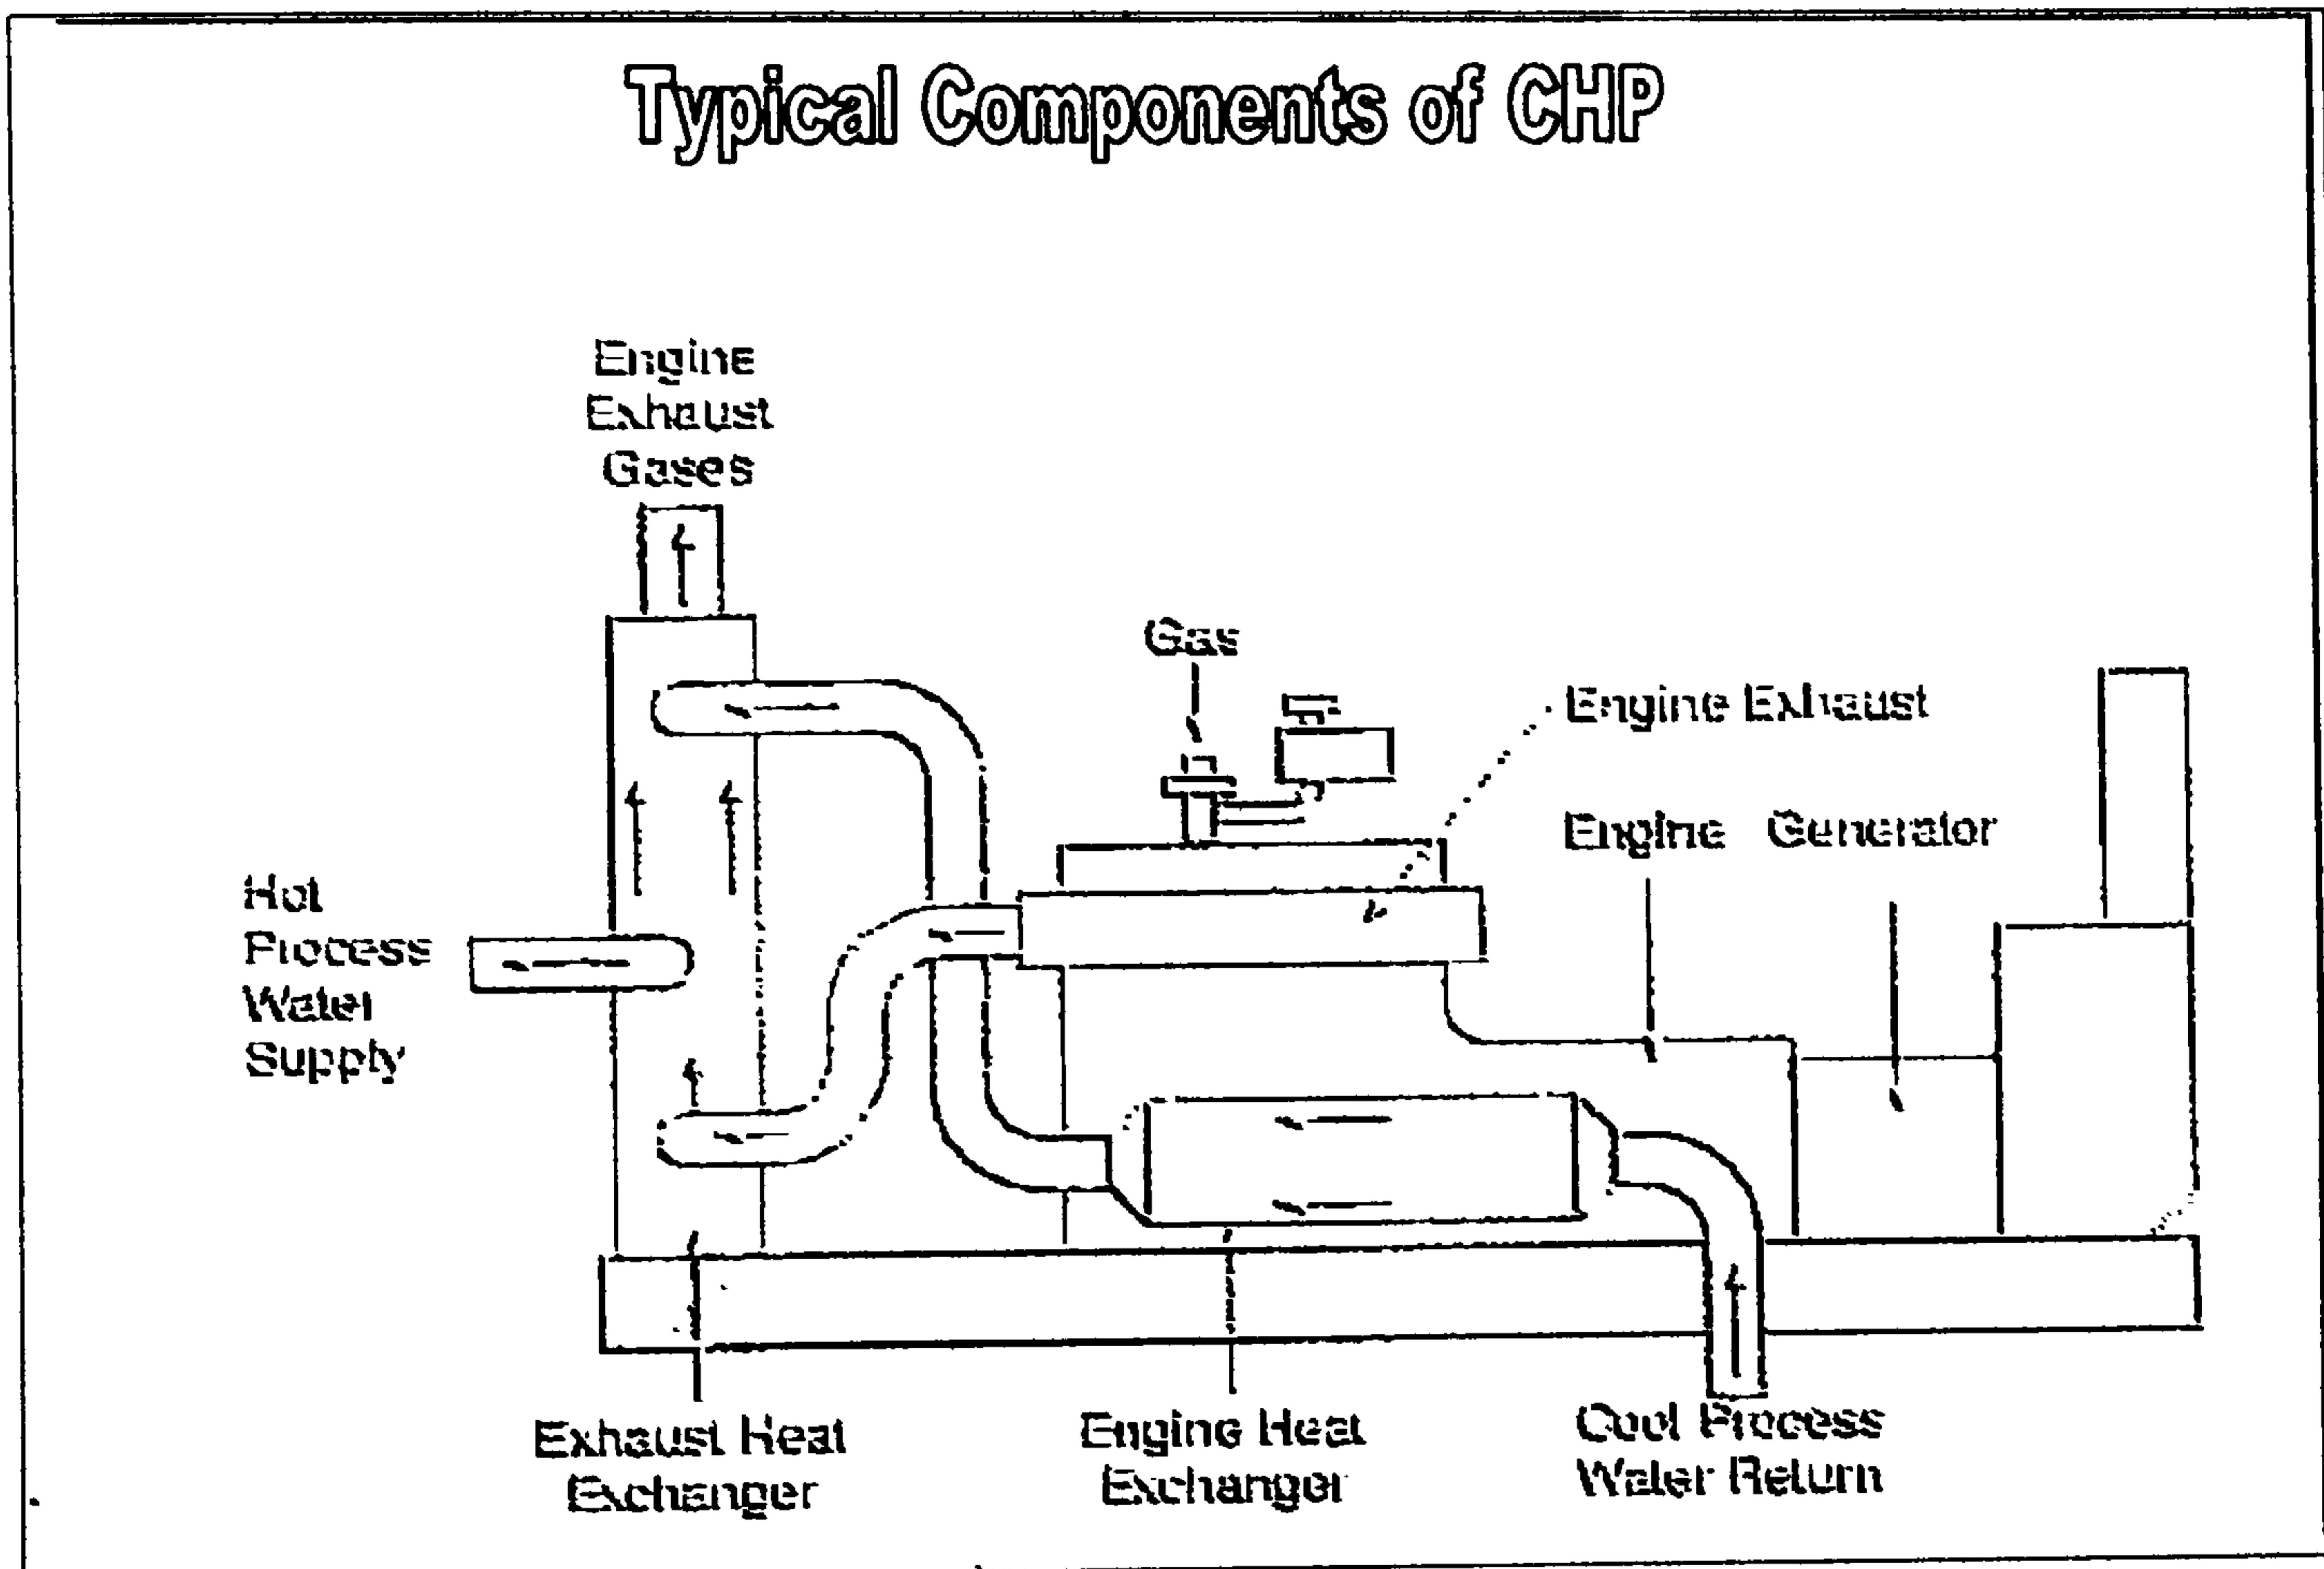 Typical Components of CHP
Engine
Exhaust
Gases
Gas
Engine Exhaust
Engine Generator
Hot
Process
Water
Supply
Exhaust Heat
Exchanger
Engine Heat
Exchanger
Cool Process
Water Return